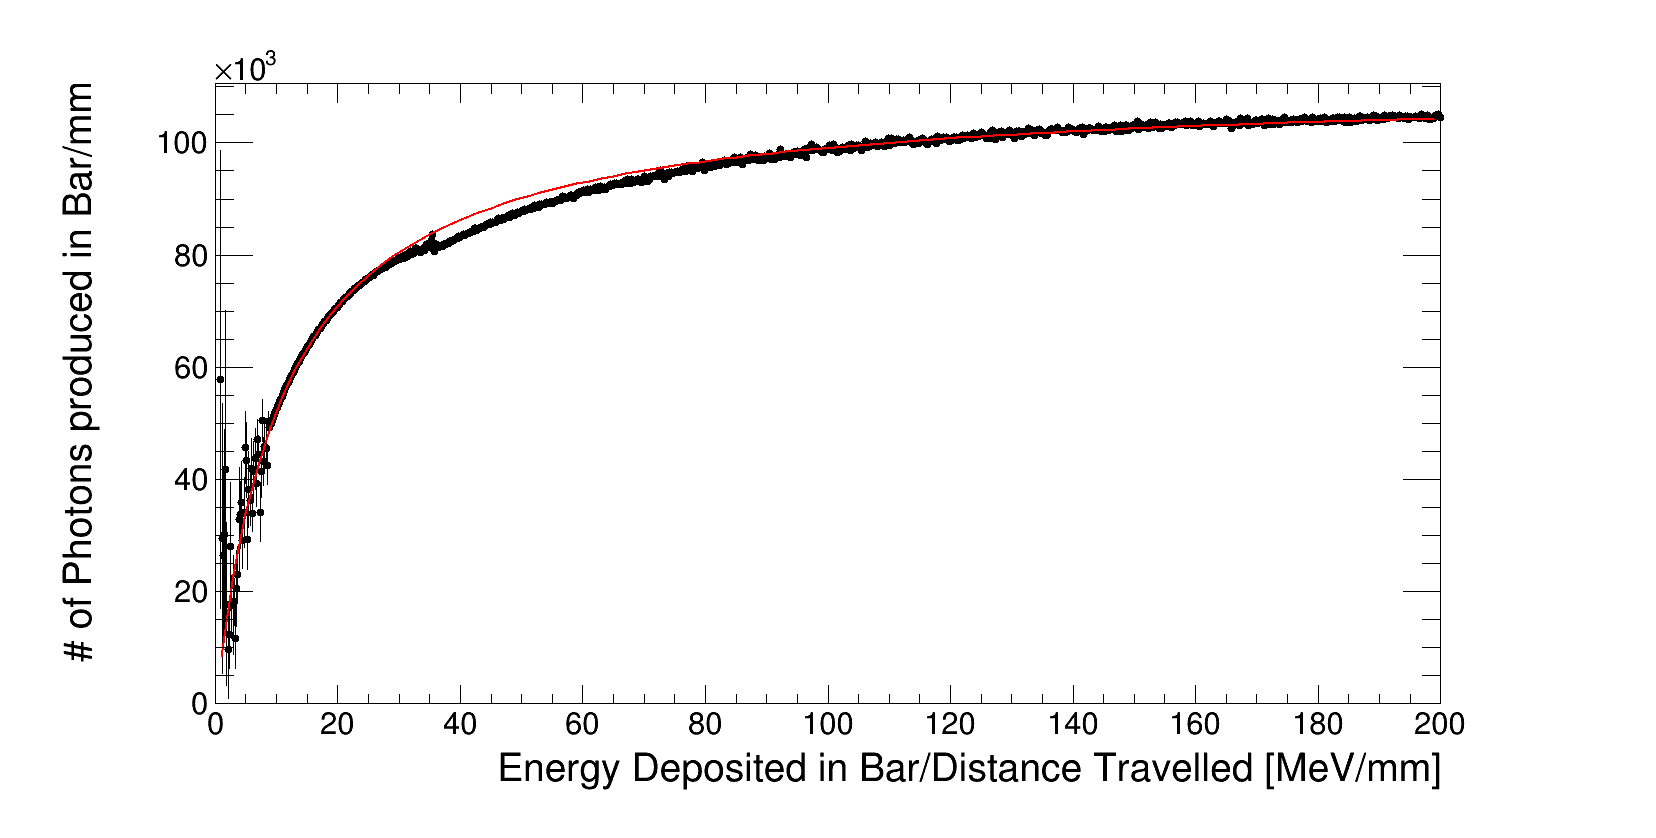 ×10³
# of Photons produced in Bar/mm
100
80
60
40
20
0
0 20 40 60 80 100 120 140 160 180 200
Energy Deposited in Bar/Distance Travelled [MeV/mm]